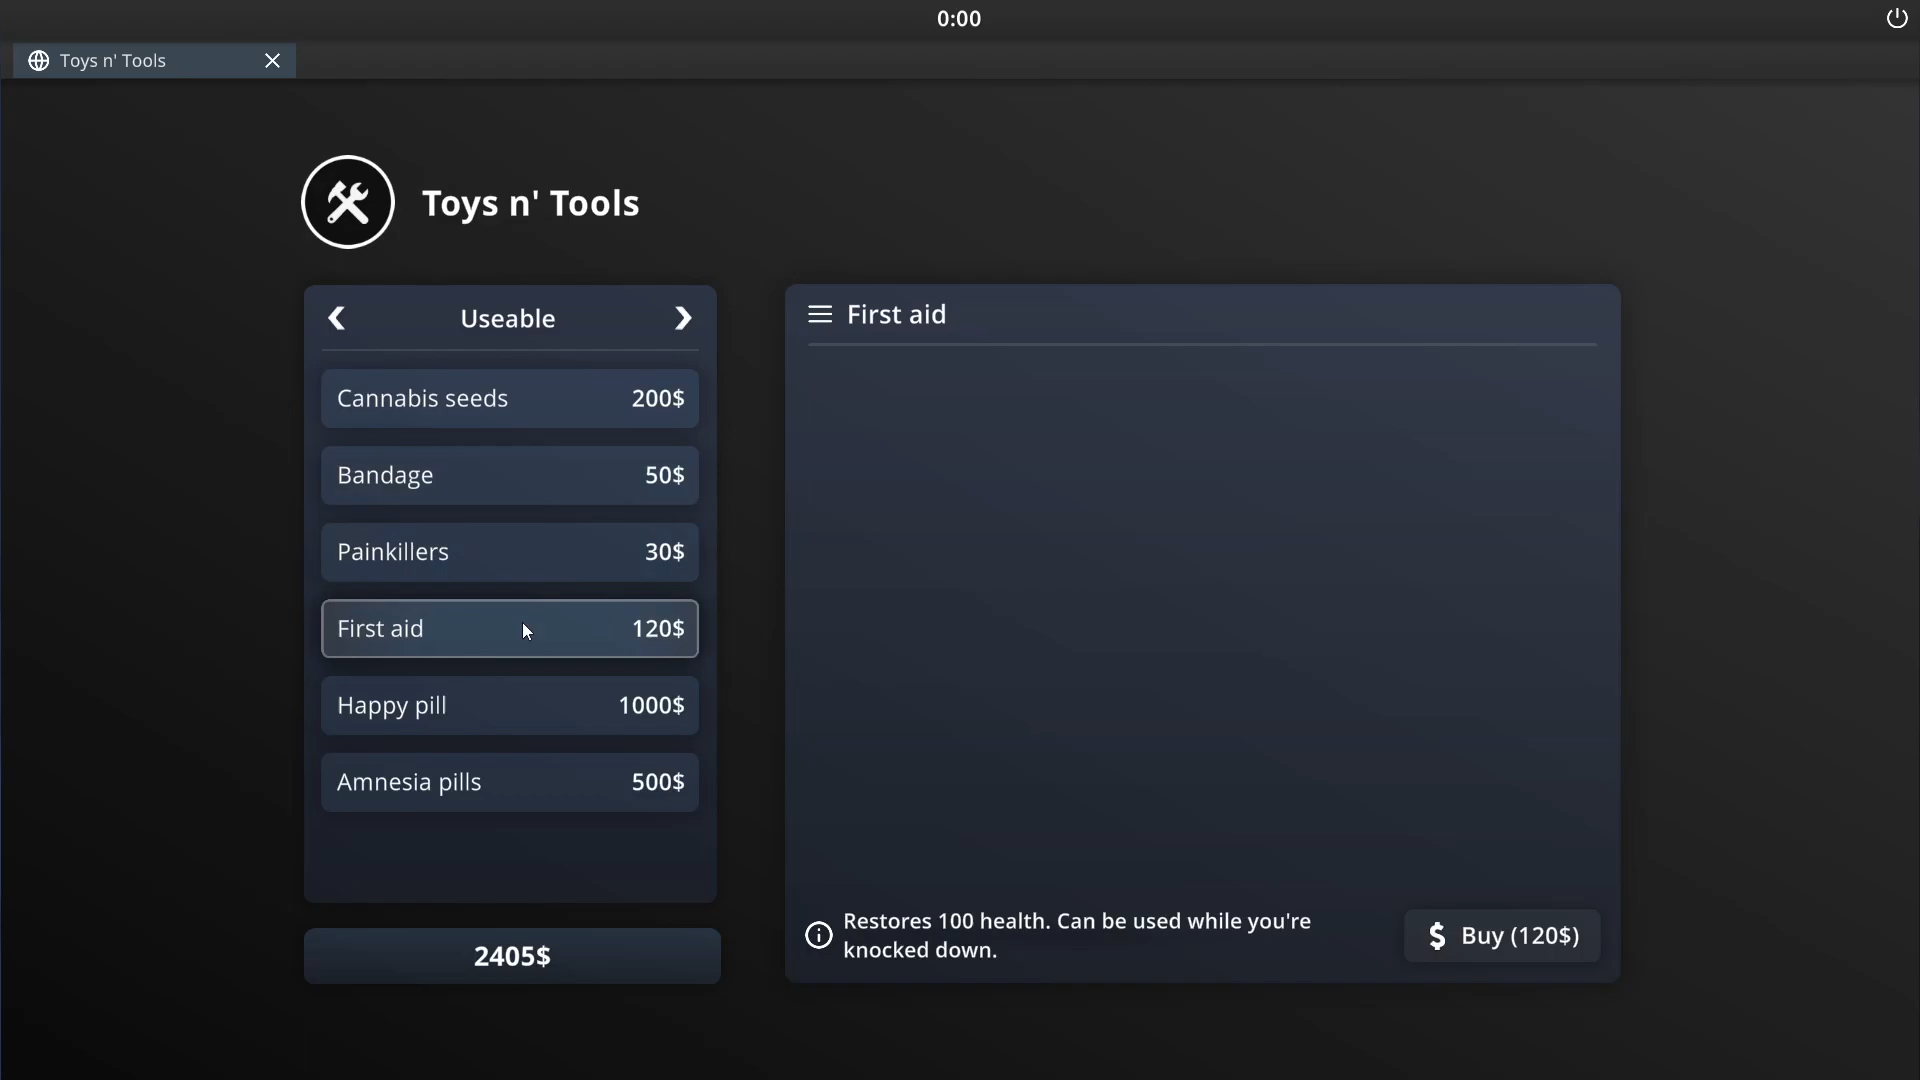 0:00
Toys n' Tools
Toys n' Tools
Useable
Cannabis seeds 200$
Bandage 50$
Painkillers 30$
First aid 120$
Happy pill 1000$
Amnesia pills 500$
2405$
First aid
Restores 100 health. Can be used while you're
knocked down.
Buy (120$)